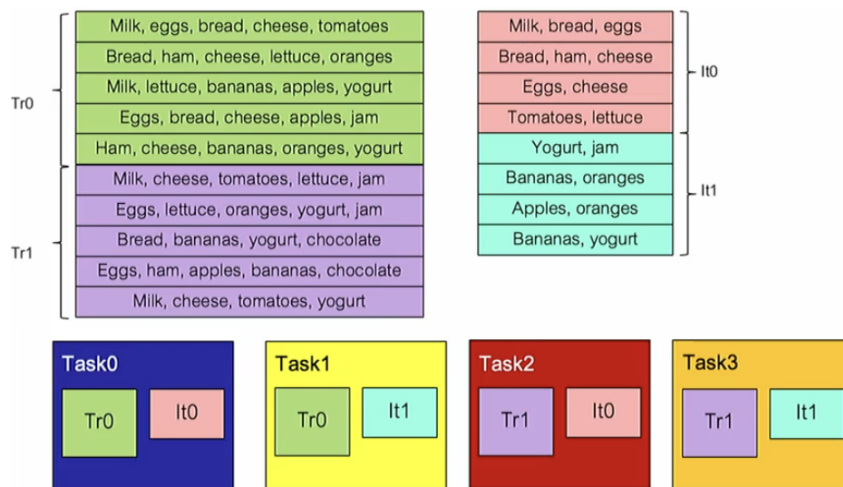 Milk, eggs, bread, cheese, tomatoes
Bread, ham, cheese, lettuce, oranges
Milk, lettuce, bananas, apples, yogurt
Tr0
Eggs, bread, cheese, apples, jam
Ham, cheese, bananas, oranges, yogurt
Milk, cheese, tomatoes, lettuce, jam
Eggs, lettuce, oranges, yogurt, jam
Tr1
Bread, bananas, yogurt, chocolate
Eggs, ham, apples, bananas, chocolate
Milk, cheese, tomatoes, yogurt
Milk, bread, eggs
Bread, ham, cheese
It0
Eggs, cheese
Tomatoes, lettuce
Yogurt, jam
Bananas, oranges
It1
Apples, oranges
Bananas, yogurt
Task0
Tr0
It0
Task1
Tr0
It1
Task2
Tr1
It0
Task3
Tr1
It1